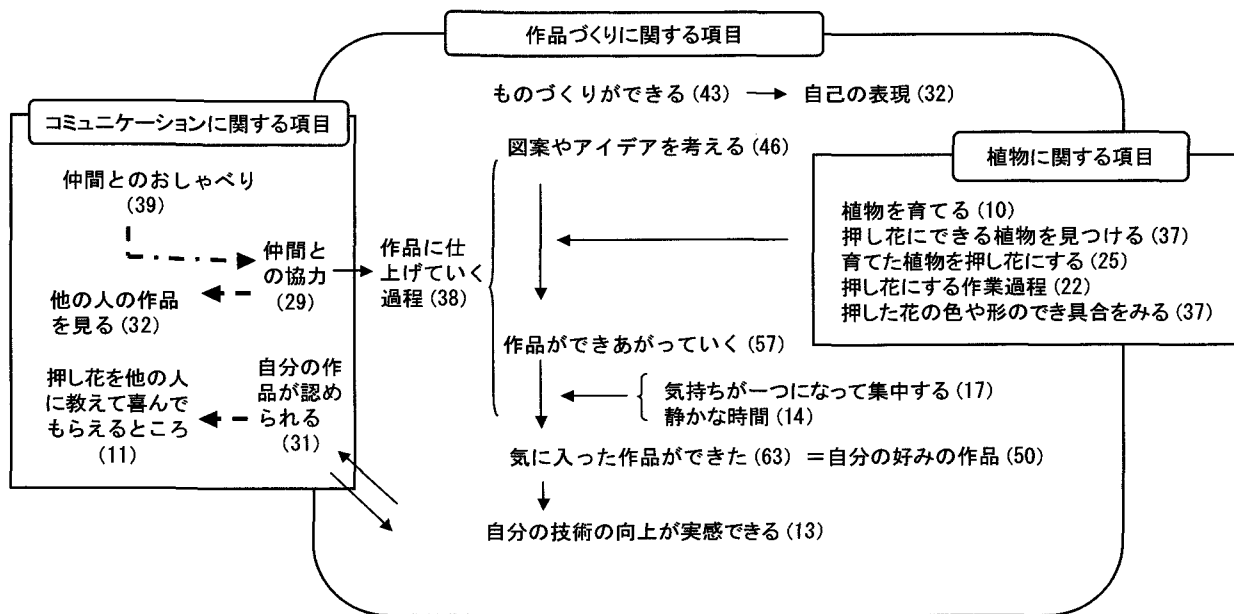 作品づくりに関する項目
ものづくりができる(43)
自己の表現(32)
コミュニケーションに関する項目
仲間とのおしゃべり
(39)
仲間と
の協力
(29)
他の人の作品
を見る(32)
自分の作
品が認め
られる
(31)
押し花を他の人
に教えて喜んで
もらえるところ
(11)
作品に仕
上げていく
過程(38)
図案やアイデアを考える(46)
作品ができあがっていく(57)
気持ちが一つになって集中する(17)
静かな時間(14)
気に入った作品ができた(63)=自分の好みの作品(50)
自分の技術の向上が実感できる(13)
植物に関する項目
植物を育てる(10)
押し花にできる植物を見つける(37)
育てた植物を押し花にする(25)
押し花にする作業過程(22)
押した花の色や形のでき具合をみる(37)